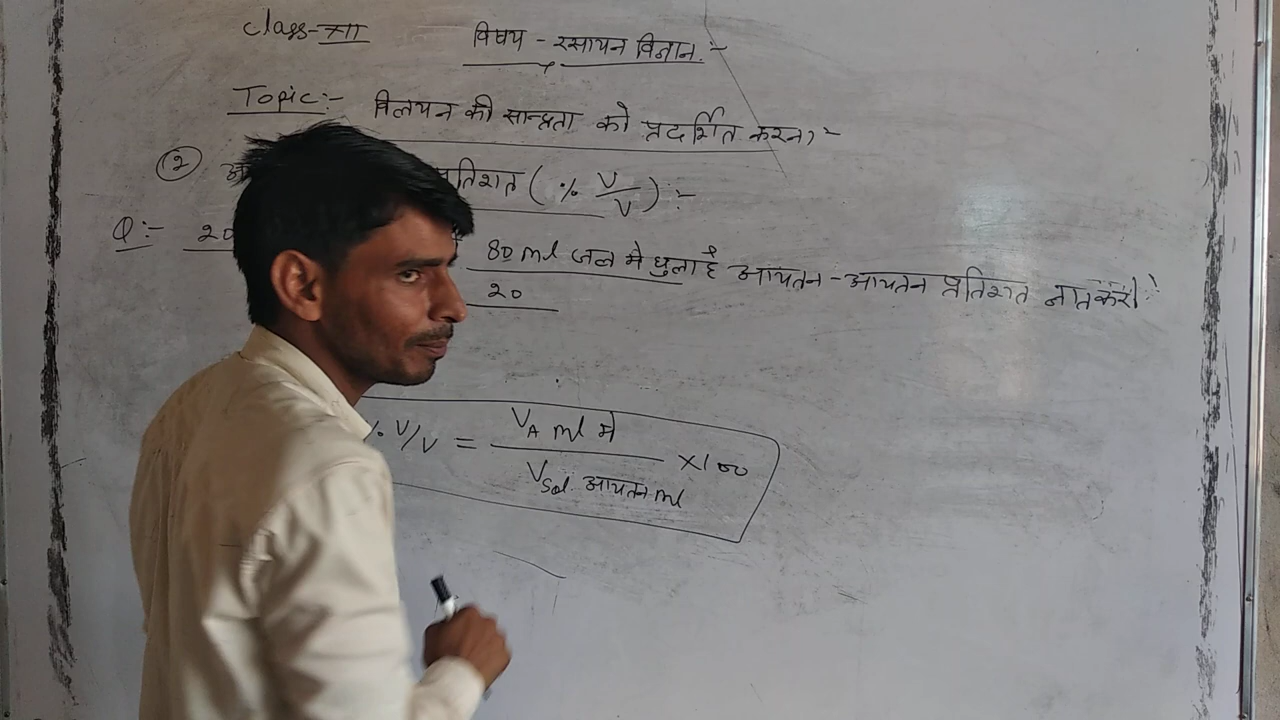 Class-XII
विषय - रसायन विज्ञान :-
Topic:- विलयन की सान्द्रता को प्रदर्शित करना :-
② प्रतिशत ( % V/V ) :-
Q:- 20 80 ml जल मे घुला है आयतन - आयतन प्रतिशत ज्ञात करें।
20
% V/V = VA ml मे / VSol. आयतन ml × 100